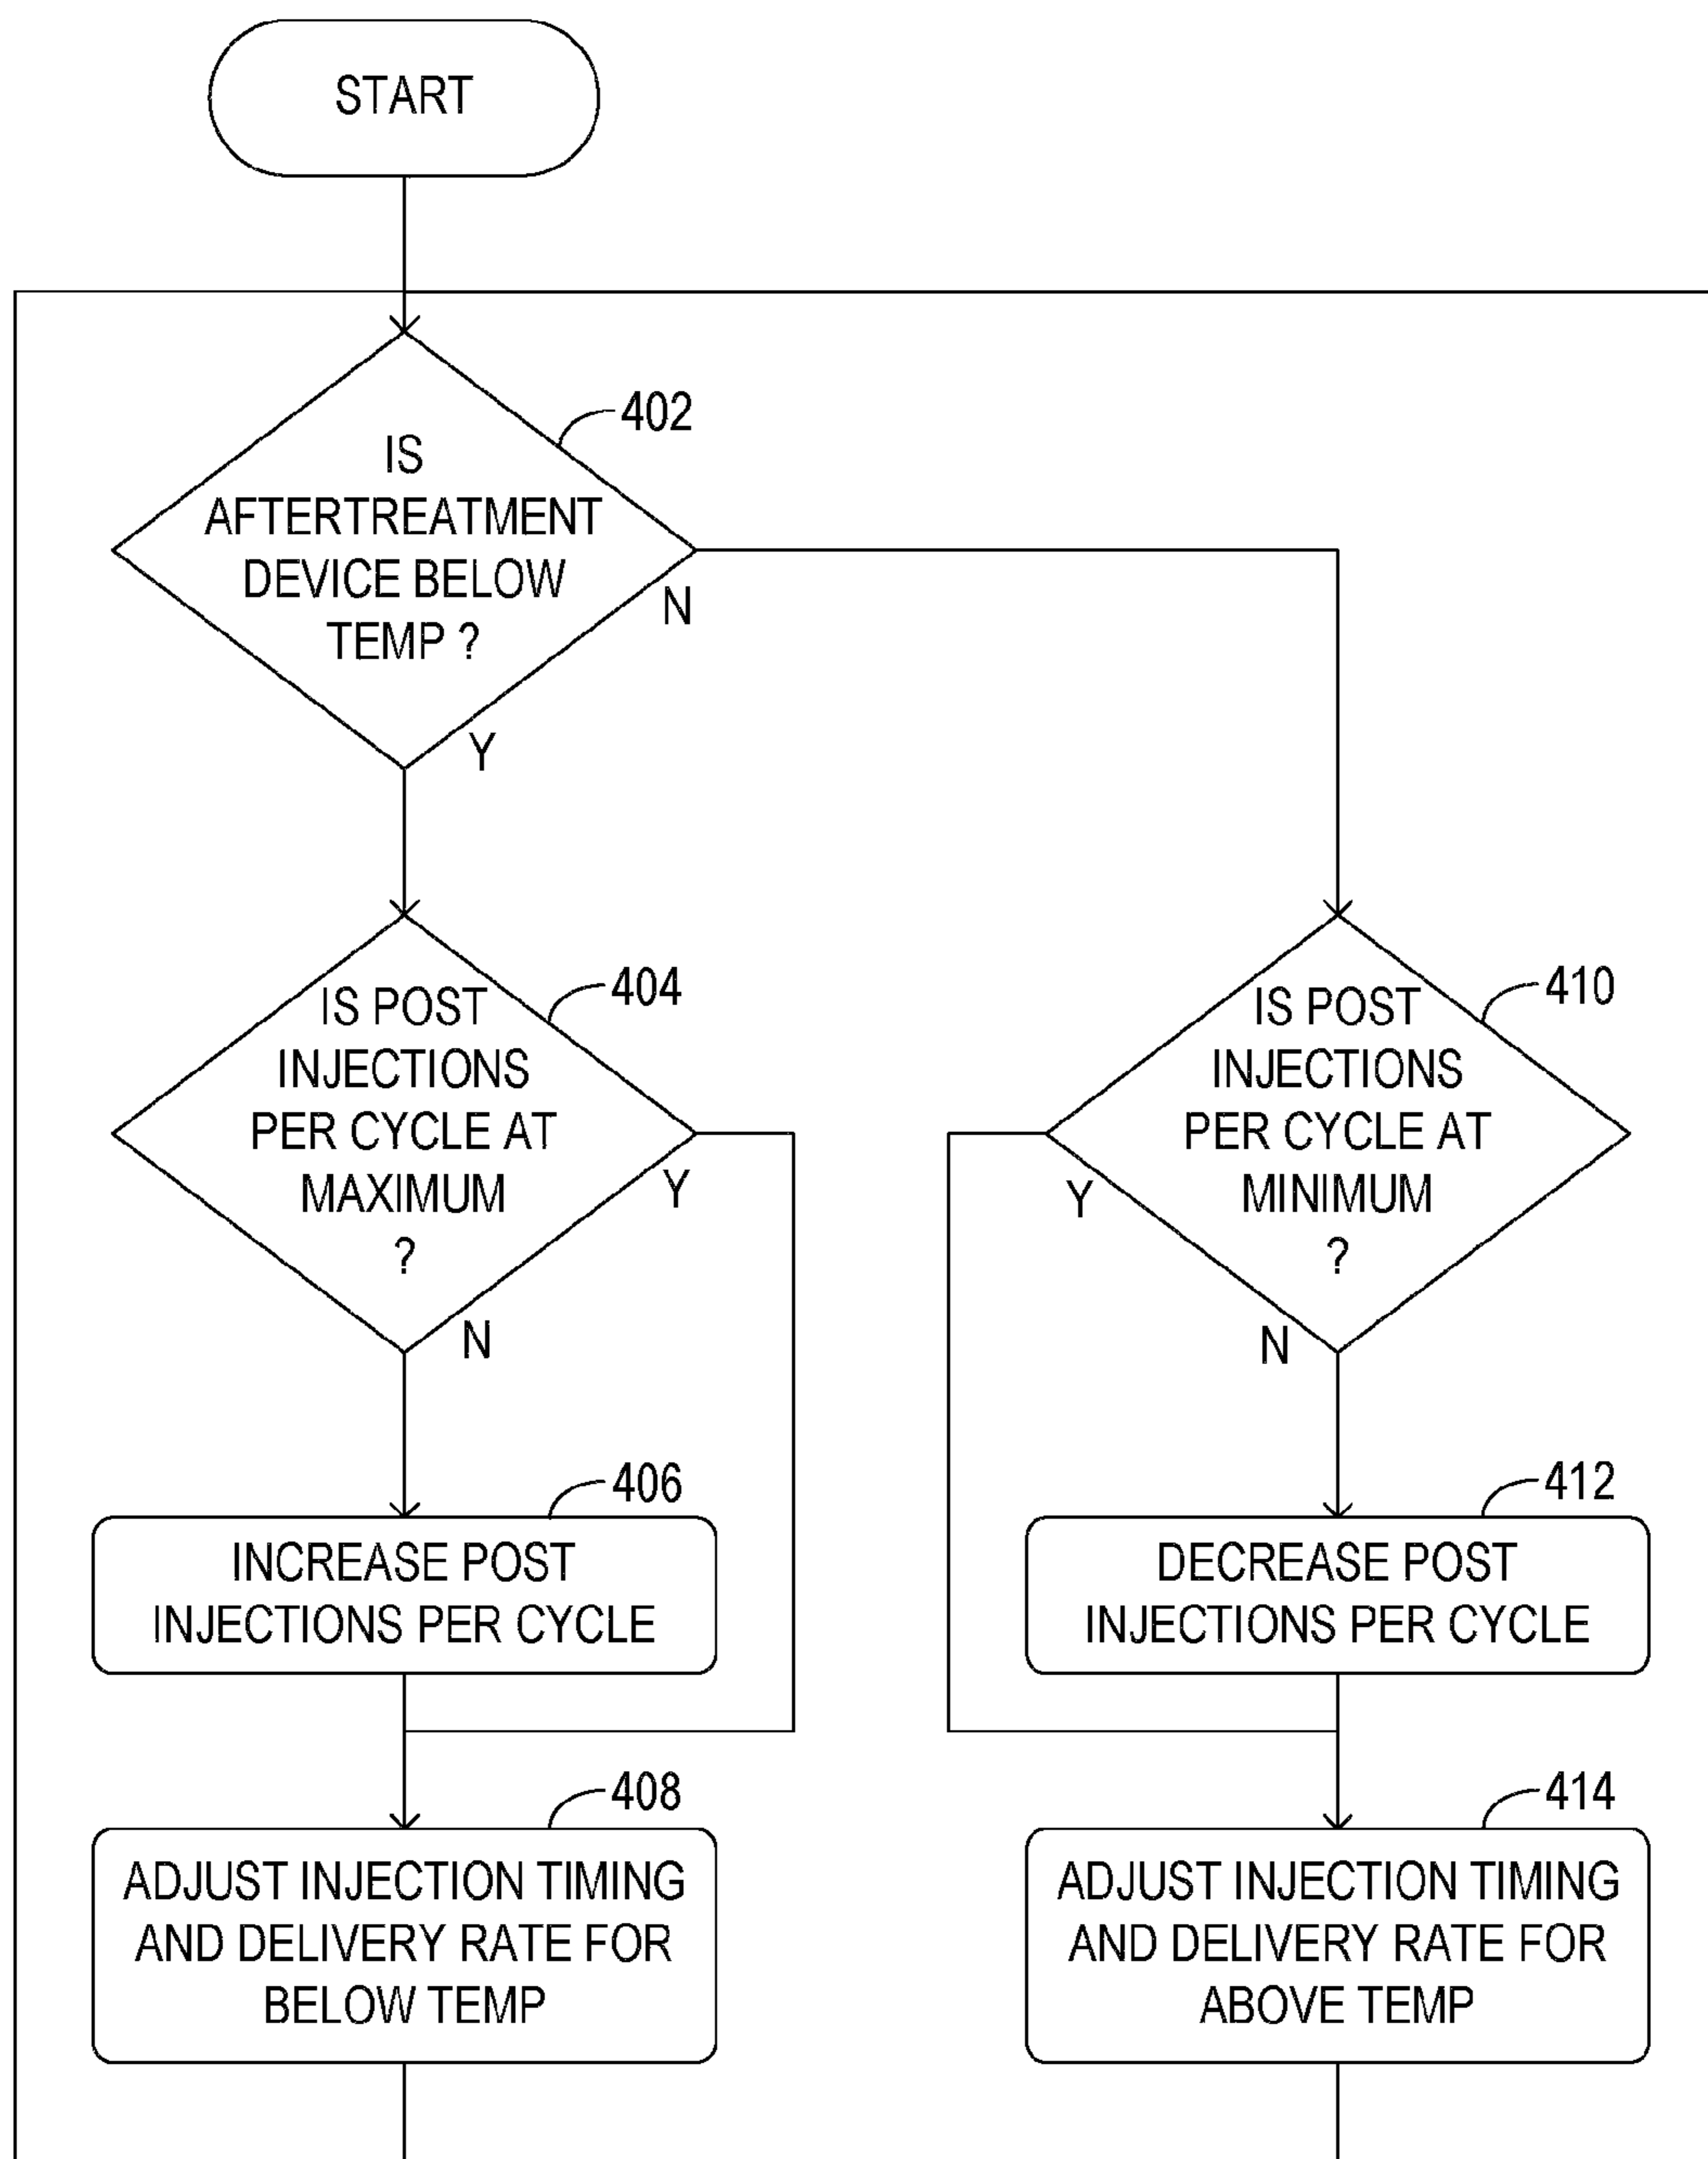 START
402
IS
AFTERTREATMENT
DEVICE BELOW
TEMP ?
N
Y
404
IS POST
INJECTIONS
PER CYCLE AT
MAXIMUM
?
Y
N
410
IS POST
INJECTIONS
PER CYCLE AT
MINIMUM
?
Y
N
406
INCREASE POST
INJECTIONS PER CYCLE
412
DECREASE POST
INJECTIONS PER CYCLE
408
ADJUST INJECTION TIMING
AND DELIVERY RATE FOR
BELOW TEMP
414
ADJUST INJECTION TIMING
AND DELIVERY RATE FOR
ABOVE TEMP